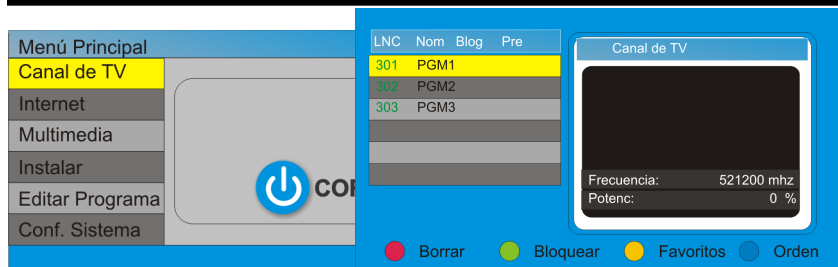 Menú Principal
Canal de TV
Internet
Multimedia
Instalar
Editar Programa
Conf. Sistema
LNC Nom Blog Pre
301 PGM1
302 PGM2
303 PGM3
Canal de TV
Frecuencia: 521200 mhz
Potenc: 0 %
Borrar Bloquear Favoritos Orden